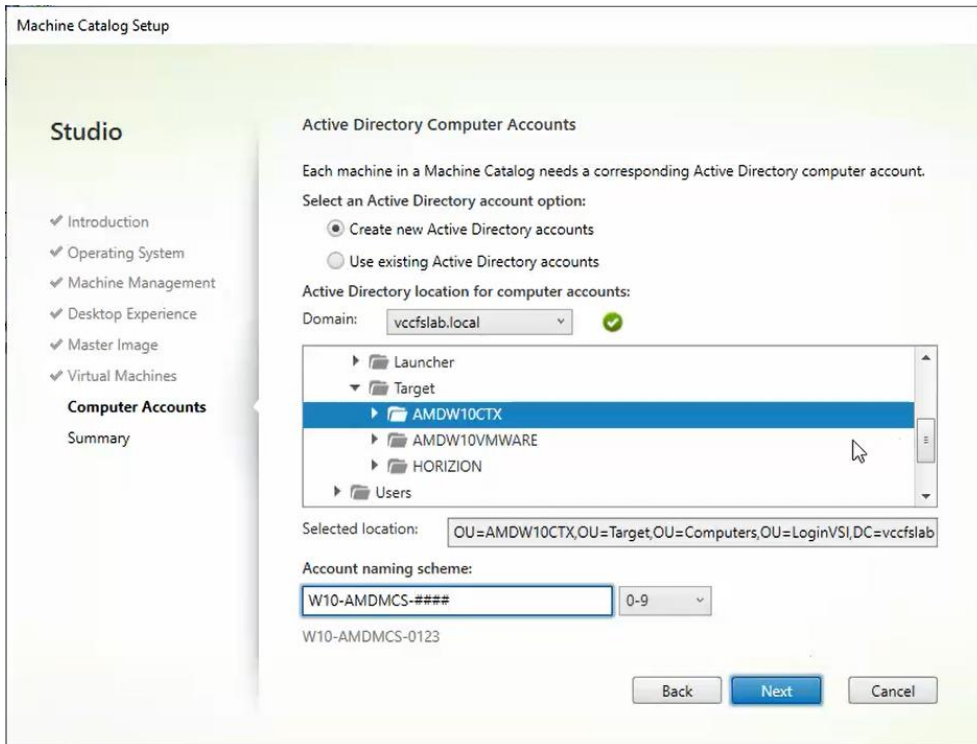 Machine Catalog Setup
Studio
Introduction
Operating System
Machine Management
Desktop Experience
Master Image
Virtual Machines
Computer Accounts
Summary
Active Directory Computer Accounts
Each machine in a Machine Catalog needs a corresponding Active Directory computer account.
Select an Active Directory account option:
Create new Active Directory accounts
Use existing Active Directory accounts
Active Directory location for computer accounts:
Domain: vccfslab.local
Launcher
Target
AMDW10CTX
AMDW10VMWARE
HORIZION
Users
Selected location: OU=AMDW10CTX,OU=Target,OU=Computers,OU=LoginVSI,DC=vccfslab
Account naming scheme:
W10-AMDMCS-#### 0-9
W10-AMDMCS-0123
Back Next Cancel